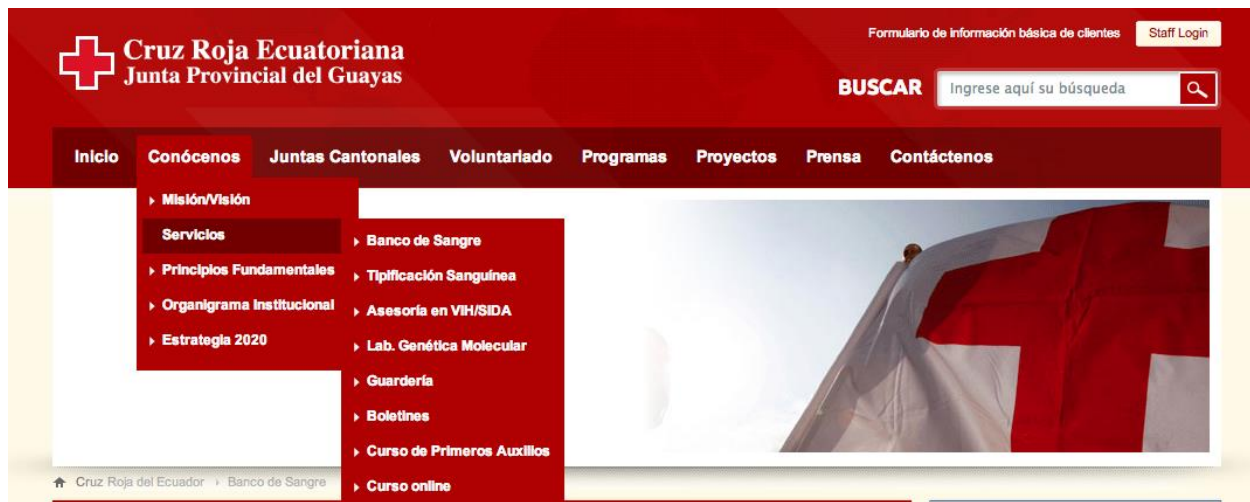 Formulario de información básica de clientes
Staff Login
Cruz Roja Ecuatoriana
Junta Provincial del Guayas
BUSCAR
Ingrese aquí su búsqueda
Inicio Conócenos Juntas Cantonales Voluntariado Programas Proyectos Prensa Contáctenos
Misión/Visión
Servicios
Principios Fundamentales
Organigrama Institucional
Estrategia 2020
Banco de Sangre
Tipificación Sanguínea
Asesoría en VIH/SIDA
Lab. Genética Molecular
Guardería
Boletines
Curso de Primeros Auxilios
Curso online
Cruz Roja del Ecuador Banco de Sangre